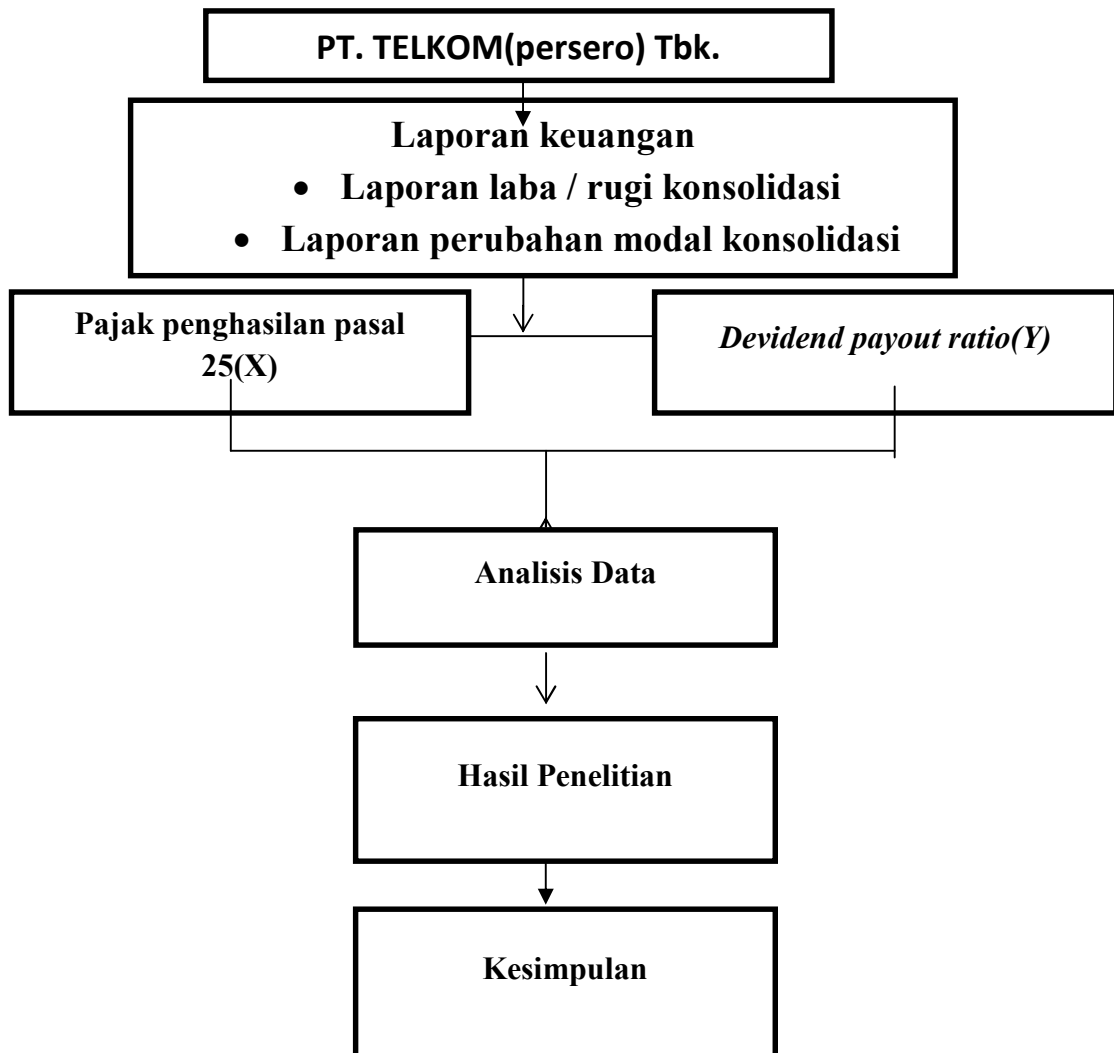 PT. TELKOM(persero) Tbk.
Laporan keuangan
• Laporan laba / rugi konsolidasi
• Laporan perubahan modal konsolidasi
Pajak penghasilan pasal
25(X)
Devidend payout ratio(Y)
Analisis Data
Hasil Penelitian
Kesimpulan